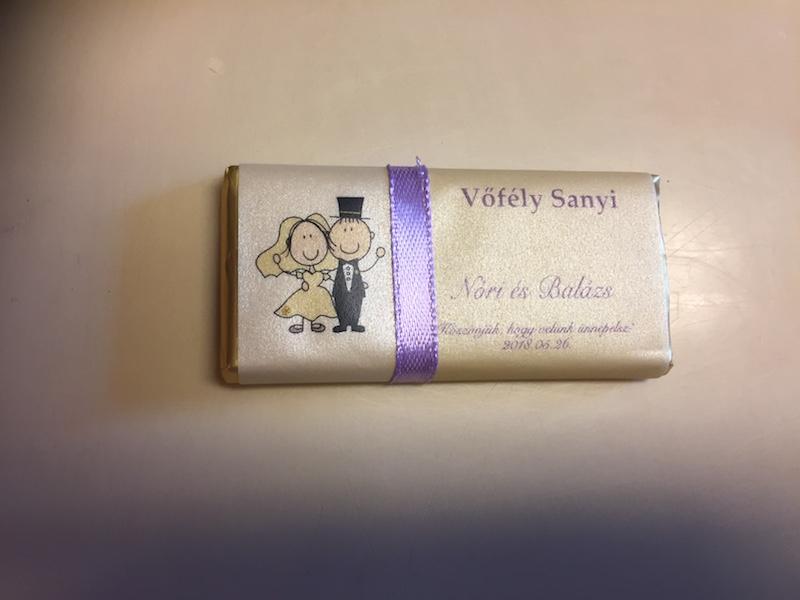 Vőfély Sanyi
Nóri és Balázs
Köszönjük, hogy velünk ünnepelsz!
2018.05.26.